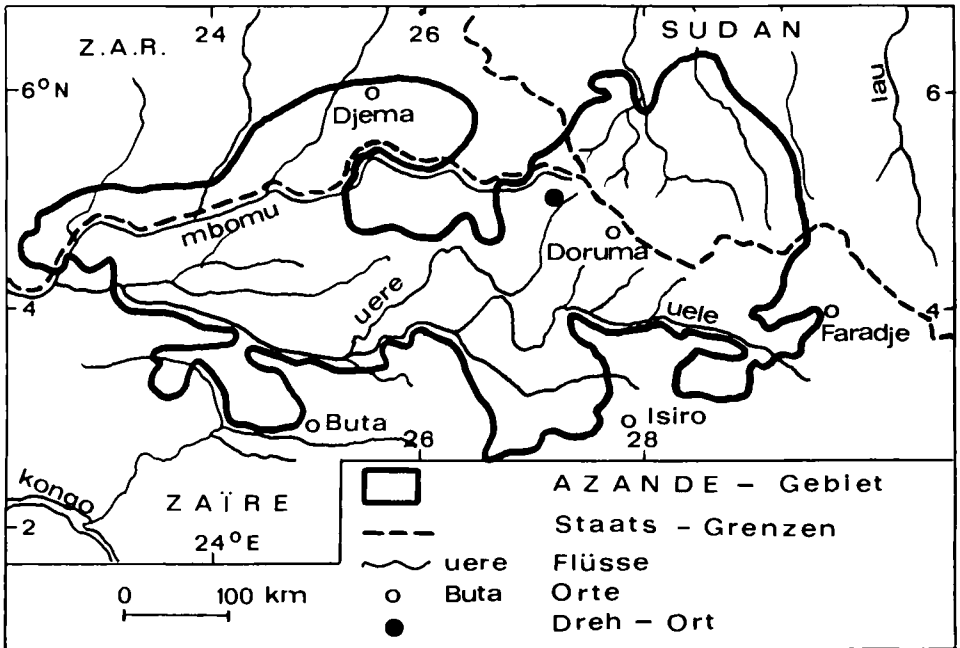 24 26 SUDAN
Z.A.R.
lau
6° N 6
Djema
mbomu
Doruma
uere
4 uele 4
Faradje
Buta Isiro
26 28
kongo
ZAÏRE
2
24° E
AZANDE – Gebiet
Staats – Grenzen
uere Flüsse
0 100 km
Buta Orte
Dreh – Ort